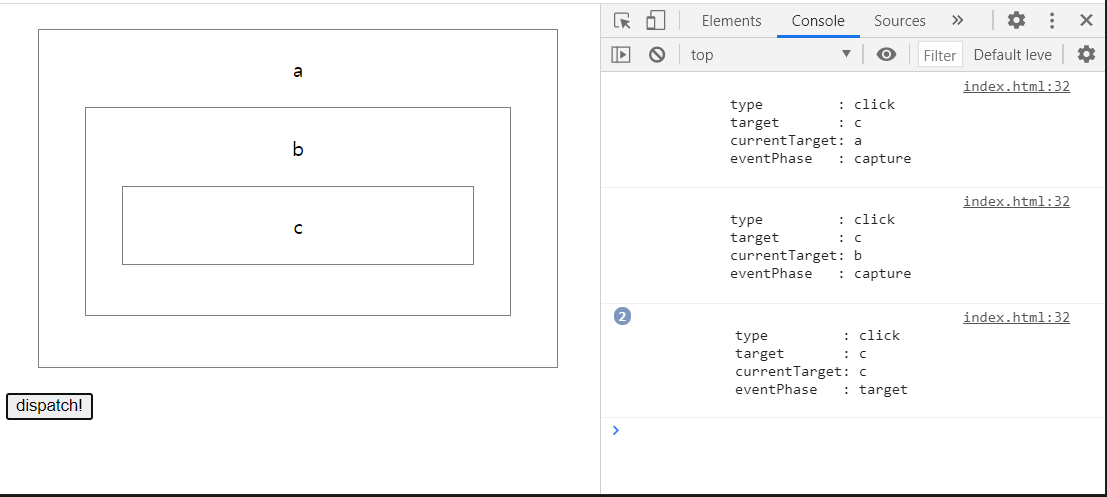 a
b
c
dispatch!
Elements Console Sources »
top Filter Default leve
index.html:32
type : click
target : c
currentTarget: a
eventPhase : capture
index.html:32
type : click
target : c
currentTarget: b
eventPhase : capture
2 index.html:32
type : click
target : c
currentTarget: c
eventPhase : target